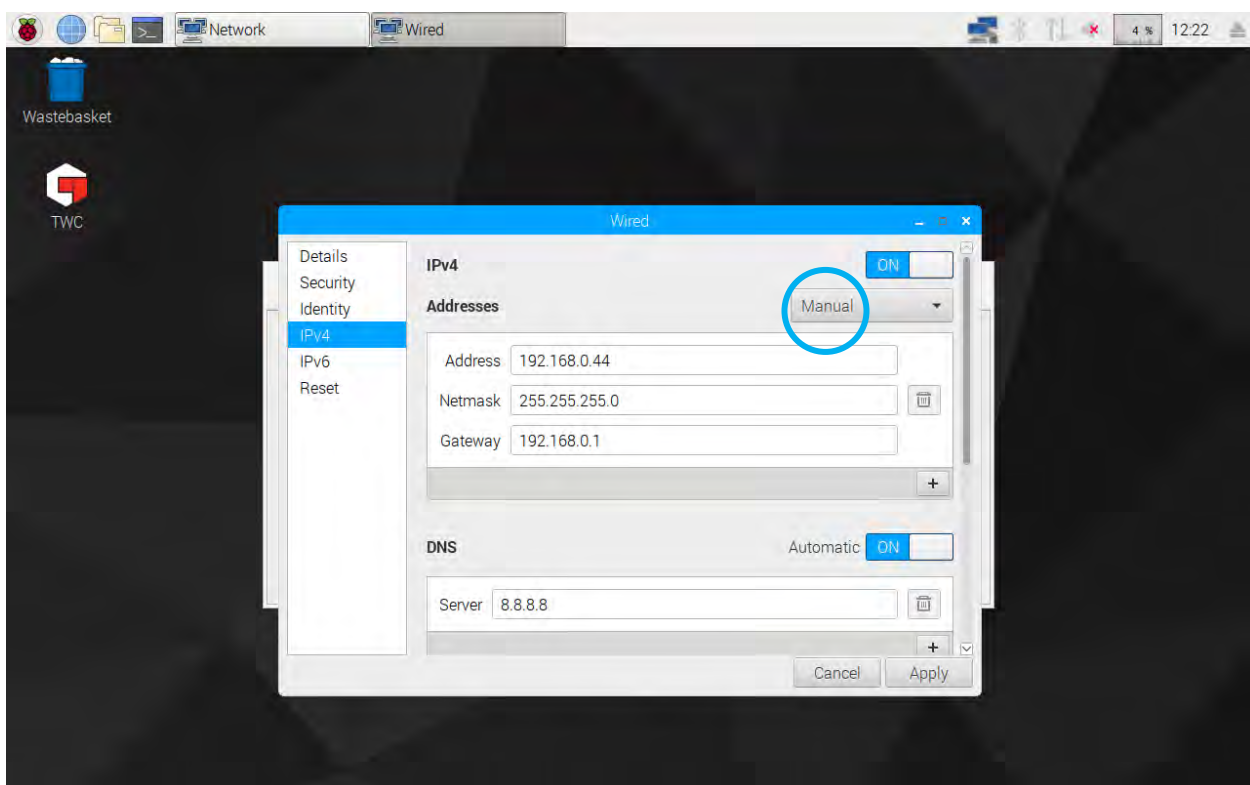 Network Wired 4 % 12:22
Wastebasket
TWC
Wired
Details
Security
Identity
IPv4
IPv6
Reset
IPv4 ON
Addresses Manual
Address 192.168.0.44
Netmask 255.255.255.0
Gateway 192.168.0.1
+
DNS Automatic ON
Server 8.8.8.8
+
Cancel Apply